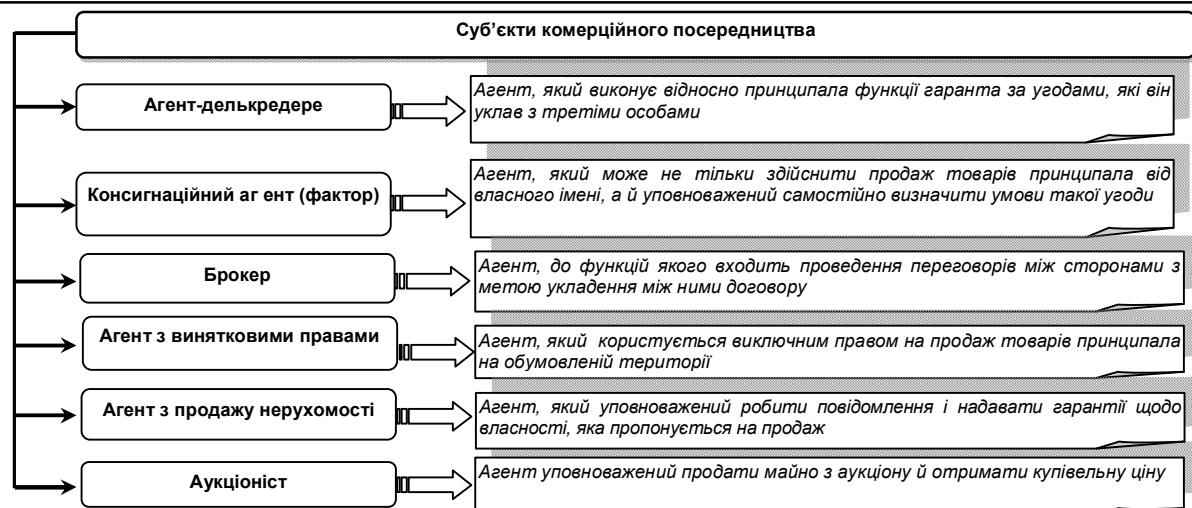 Суб’єкти комерційного посередництва
Агент-делькредере
Агент, який виконує відносно принципала функції гаранта за угодами, які він
уклав з третіми особами
Консигнаційний аг ент (фактор)
Агент, який може не тільки здійснити продаж товарів принципала від
власного імені, а й уповноважений самостійно визначити умови такої угоди
Брокер
Агент, до функцій якого входить проведення переговорів між сторонами з
метою укладення між ними договору
Агент з винятковими правами
Агент, який користується виключним правом на продаж товарів принципала
на обумовленій території
Агент з продажу нерухомості
Агент, який уповноважений робити повідомлення і надавати гарантії щодо
власності, яка пропонується на продаж
Аукціоніст
Агент уповноважений продати майно з аукціону й отримати купівельну ціну